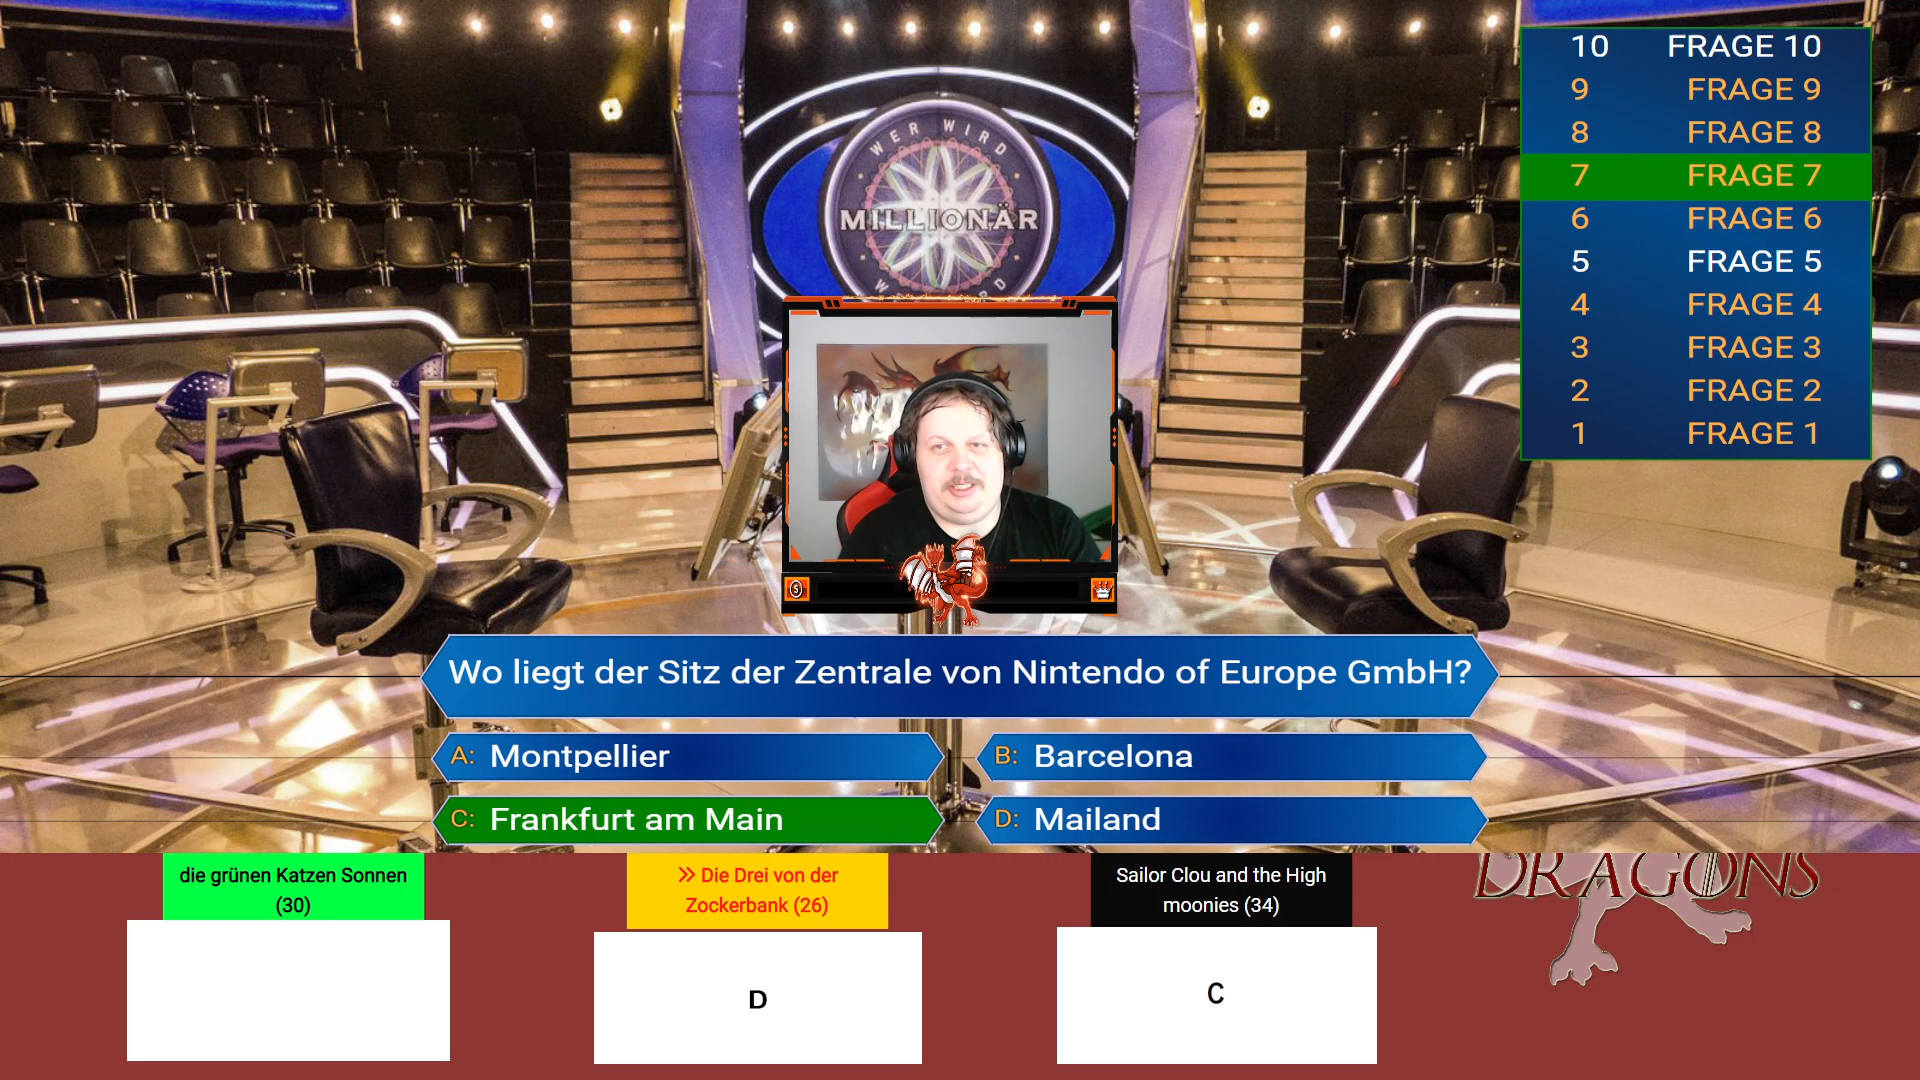 WER WIRD
MILLIONÄR
10 FRAGE 10
9 FRAGE 9
8 FRAGE 8
7 FRAGE 7
6 FRAGE 6
5 FRAGE 5
4 FRAGE 4
3 FRAGE 3
2 FRAGE 2
1 FRAGE 1
Wo liegt der Sitz der Zentrale von Nintendo of Europe GmbH?
A: Montpellier
B: Barcelona
C: Frankfurt am Main
D: Mailand
die grünen Katzen Sonnen
(30)
>> Die Drei von der
Zockerbank (26)
Sailor Clou and the High
moonies (34)
DRAGONS
D
C